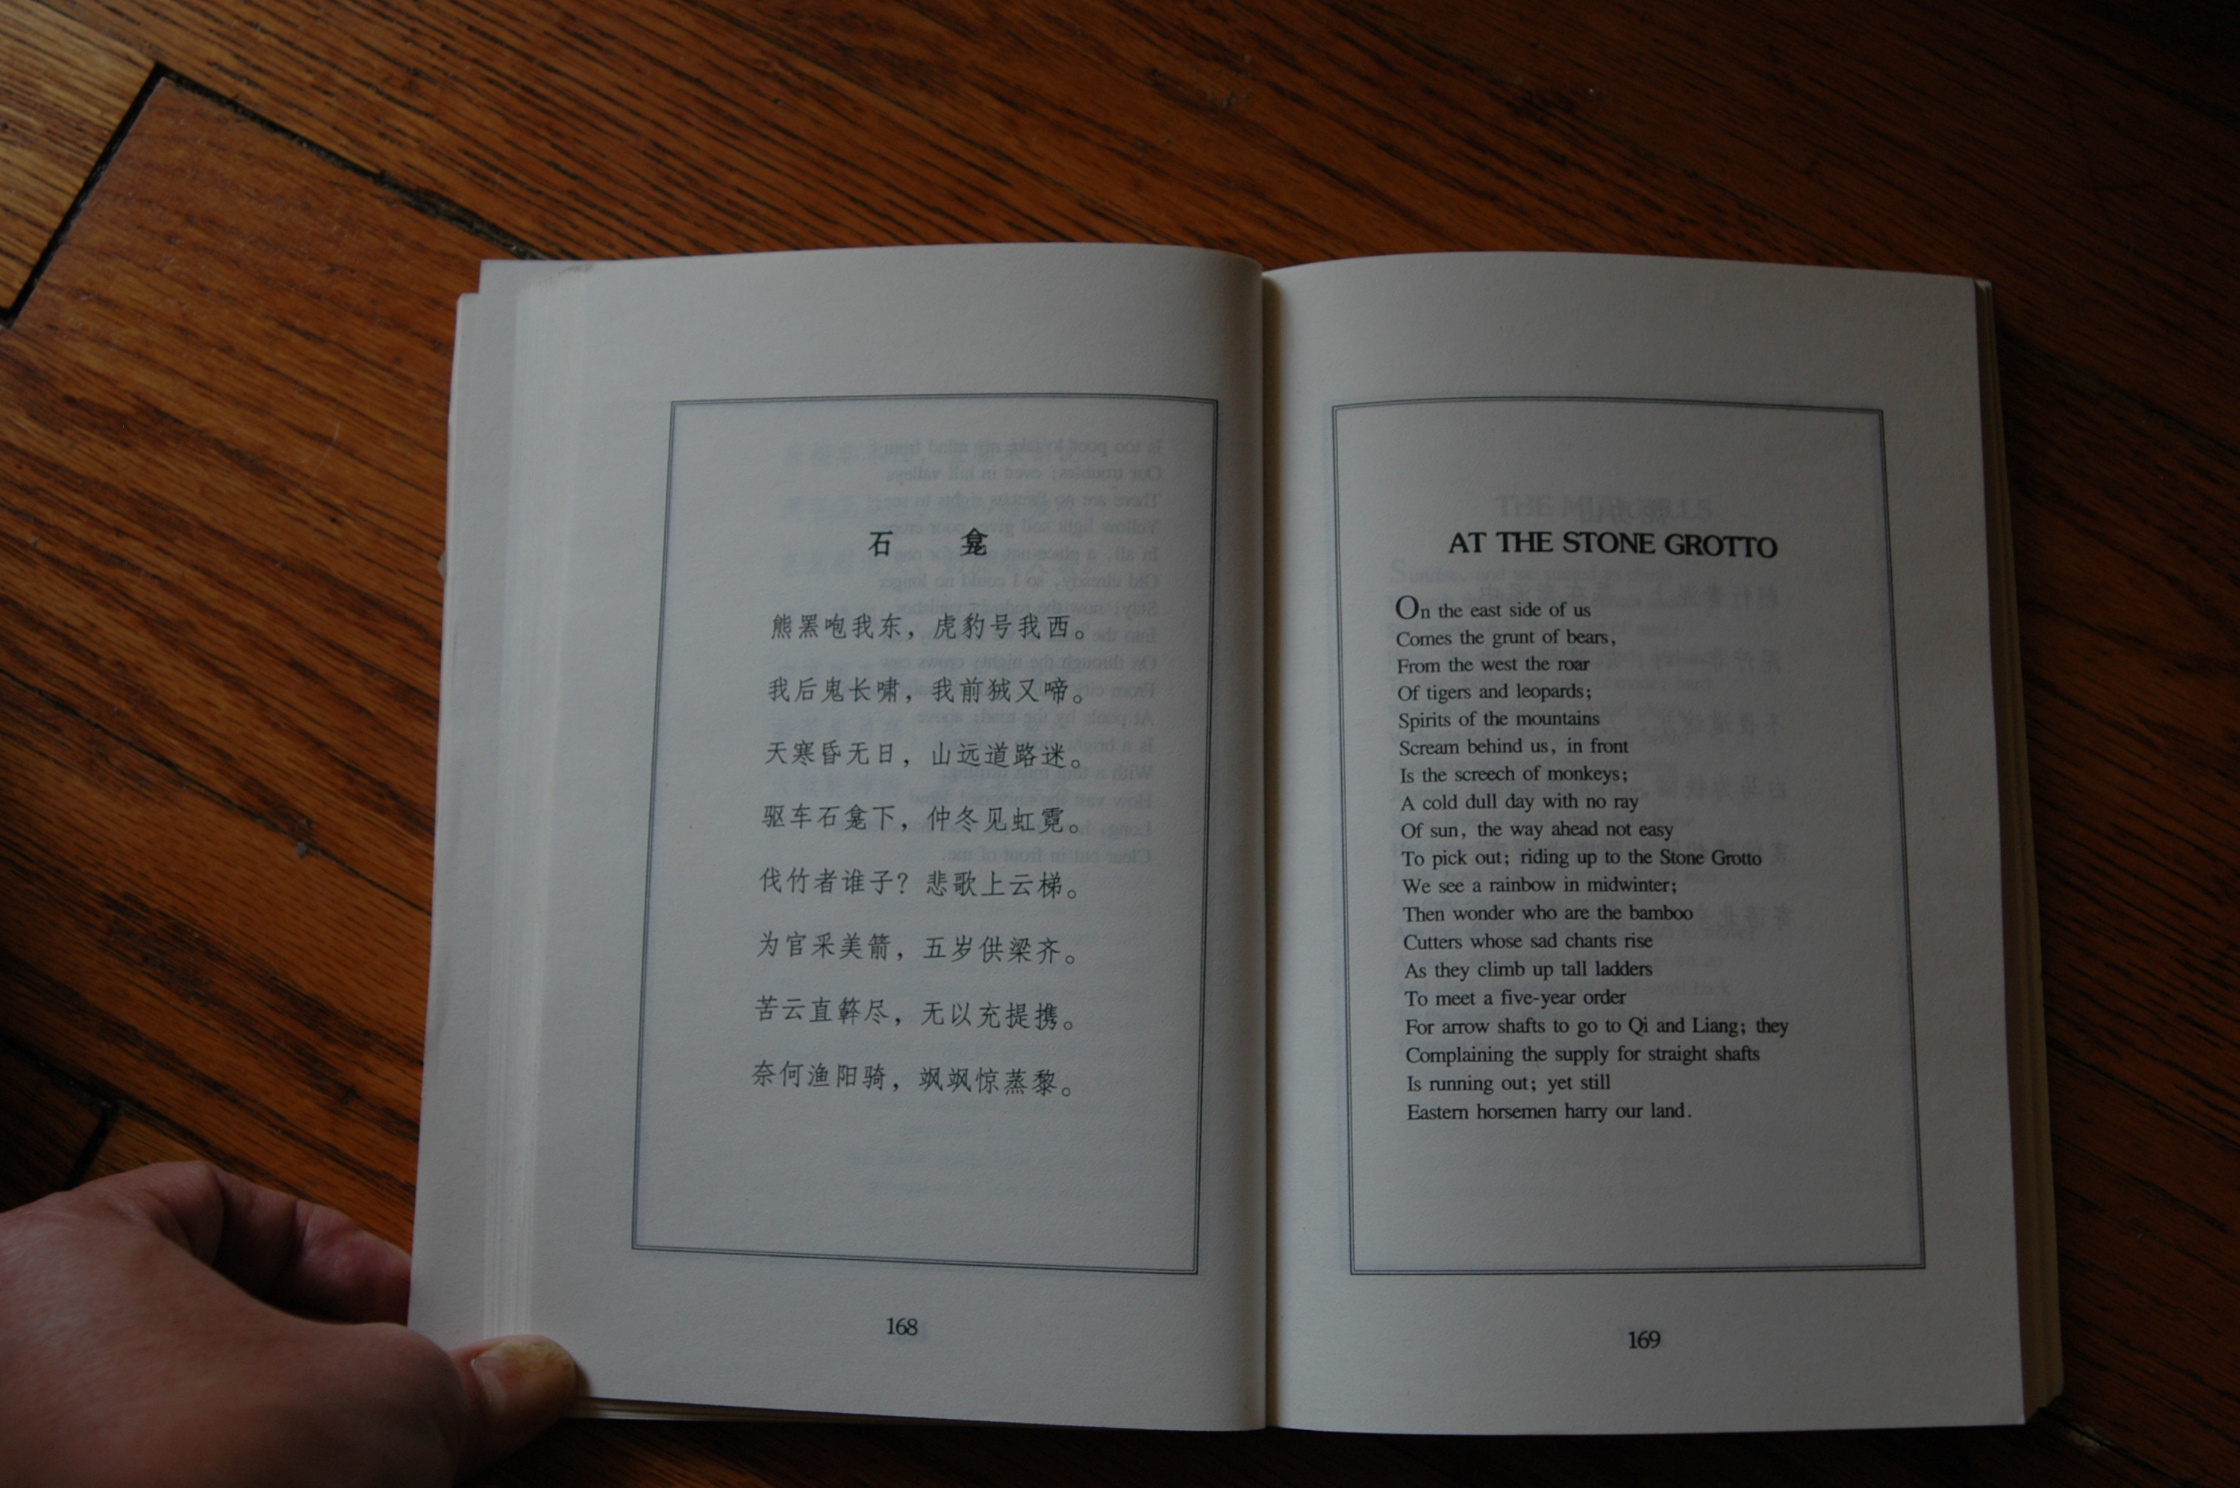 石 龛
熊罴咆我东，虎豹号我西。
我后鬼长啸，我前狨又啼。
天寒昏无日，山远道路迷。
驱车石龛下，仲冬见虹霓。
伐竹者谁子？悲歌上云梯。
为官采美箭，五岁供梁齐。
苦云直簳尽，无以充提携。
奈何渔阳骑，飒飒惊蒸黎。
168
AT THE STONE GROTTO
On the east side of us
Comes the grunt of bears,
From the west the roar
Of tigers and leopards;
Spirits of the mountains
Scream behind us, in front
Is the screech of monkeys;
A cold dull day with no ray
Of sun, the way ahead not easy
To pick out; riding up to the Stone Grotto
We see a rainbow in midwinter;
Then wonder who are the bamboo
Cutters whose sad chants rise
As they climb up tall ladders
To meet a five-year order
For arrow shafts to go to Qi and Liang; they
Complaining the supply for straight shafts
Is running out; yet still
Eastern horsemen harry our land.
169